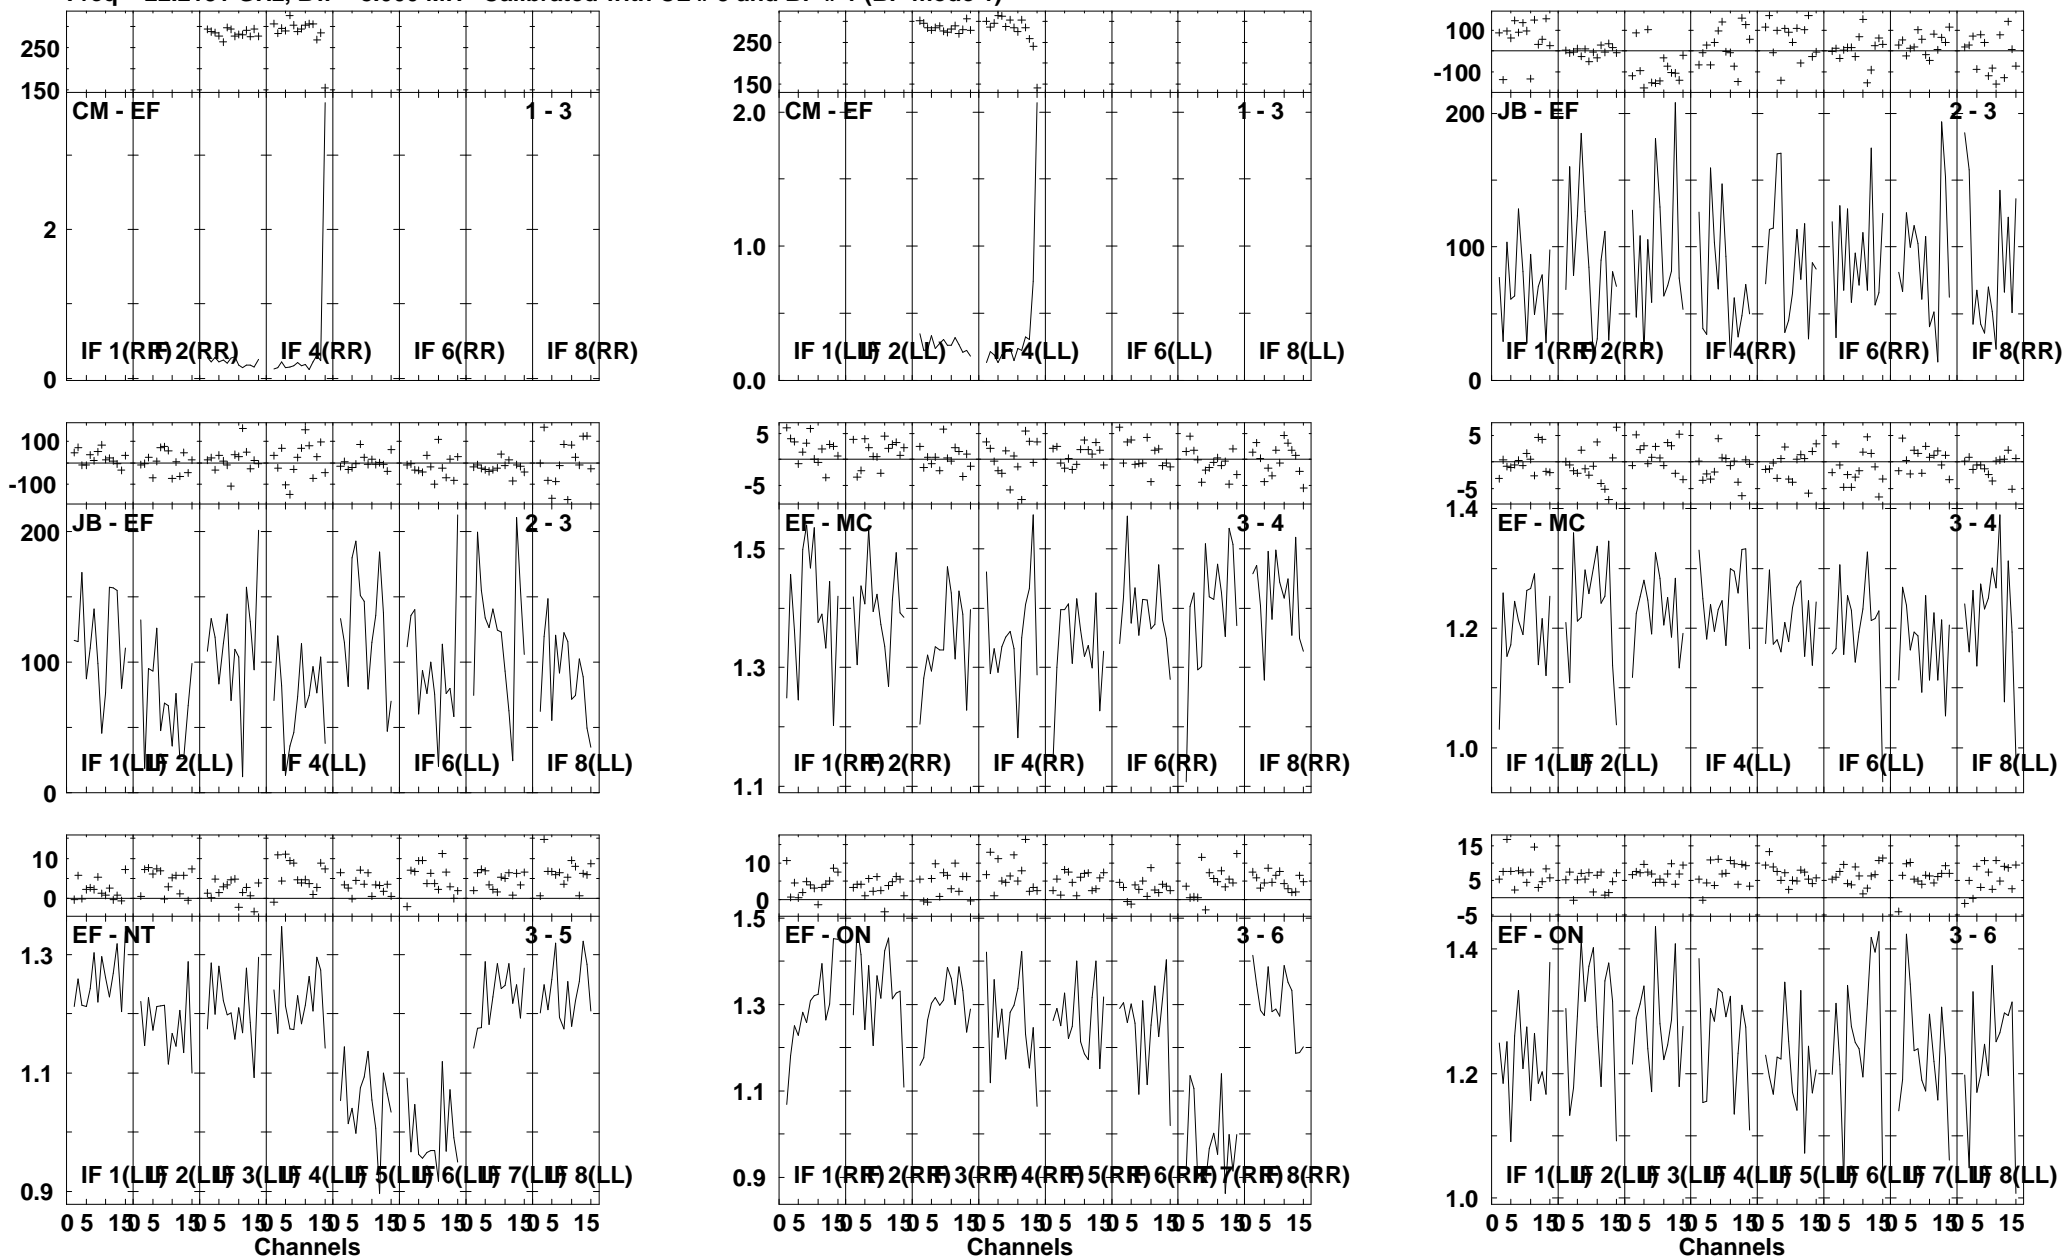 250
150
CM - EF 1 - 3
2
0
IF 1(RR) IF 2(RR) IF 4(RR) IF 6(RR) IF 8(RR)
250
150
CM - EF 1 - 3
2.0
1.0
0.0
IF 1(LL) IF 2(LL) IF 4(LL) IF 6(LL) IF 8(LL)
100
-100
JB - EF 2 - 3
200
100
0
IF 1(RR) IF 2(RR) IF 4(RR) IF 6(RR) IF 8(RR)
100
-100
JB - EF 2 - 3
200
100
0
IF 1(LL) IF 2(LL) IF 4(LL) IF 6(LL) IF 8(LL)
5
-5
EF - MC 3 - 4
1.5
1.3
1.1
IF 1(RR) IF 2(RR) IF 4(RR) IF 6(RR) IF 8(RR)
5
-5
EF - MC 3 - 4
1.4
1.2
1.0
IF 1(LL) IF 2(LL) IF 4(LL) IF 6(LL) IF 8(LL)
10
0
EF - NT 3 - 5
1.3
1.1
0.9
IF 1(LL) IF 2(LL) IF 3(LL) IF 4(LL) IF 5(LL) IF 6(LL) IF 7(LL) IF 8(LL)
0 5 15 0 5 15 0 5 15 0 5 15 0 5 15 0 5 15 0 5 15 0 5 15
Channels
10
0
EF - ON 3 - 6
1.5
1.3
1.1
0.9
IF 1(RR) IF 2(RR) IF 3(RR) IF 4(RR) IF 5(RR) IF 6(RR) IF 7(RR) IF 8(RR)
0 5 15 0 5 15 0 5 15 0 5 15 0 5 15 0 5 15 0 5 15 0 5 15
Channels
15
5
-5
EF - ON 3 - 6
1.4
1.2
1.0
IF 1(LL) IF 2(LL) IF 3(LL) IF 4(LL) IF 5(LL) IF 6(LL) IF 7(LL) IF 8(LL)
0 5 15 0 5 15 0 5 15 0 5 15 0 5 15 0 5 15 0 5 15 0 5 15
Channels